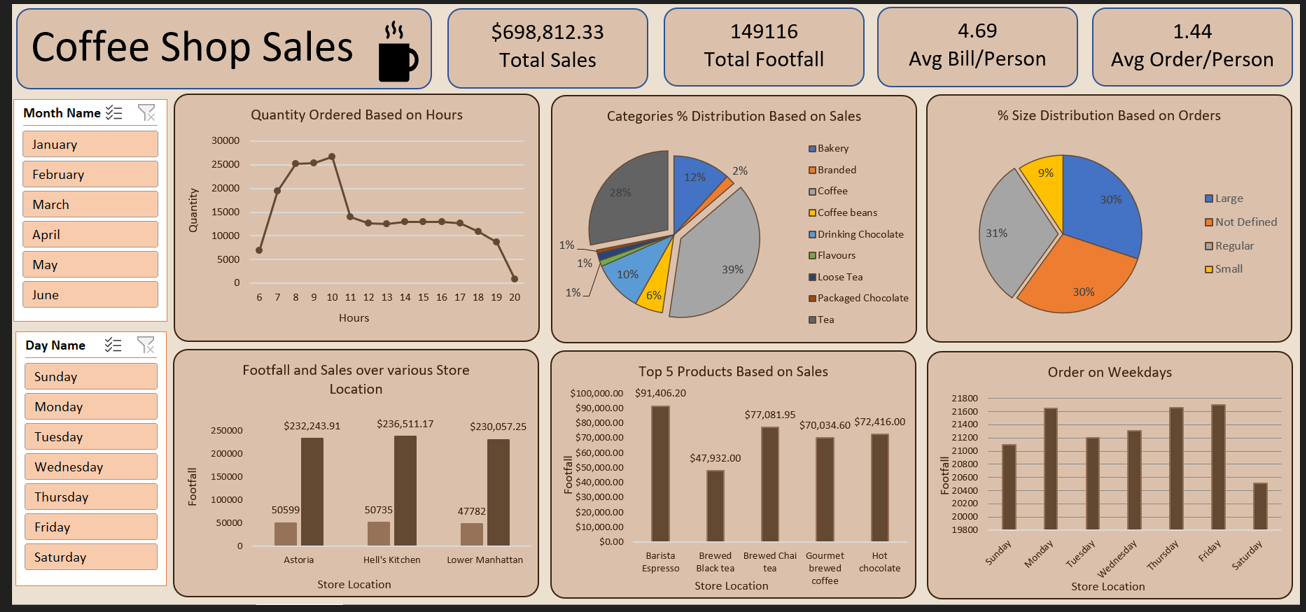 Coffee Shop Sales
$698,812.33
Total Sales
149116
Total Footfall
4.69
Avg Bill/Person
1.44
Avg Order/Person
Month Name
January
February
March
April
May
June
Day Name
Sunday
Monday
Tuesday
Wednesday
Thursday
Friday
Saturday
Quantity Ordered Based on Hours
Quantity
30000
25000
20000
15000
10000
5000
0
6 7 8 9 10 11 12 13 14 15 16 17 18 19 20
Hours
Categories % Distribution Based on Sales
12%
2%
39%
6%
10%
1%
1%
1%
28%
Bakery
Branded
Coffee
Coffee beans
Drinking Chocolate
Flavours
Loose Tea
Packaged Chocolate
Tea
% Size Distribution Based on Orders
30%
30%
31%
9%
Large
Not Defined
Regular
Small
Footfall and Sales over various Store
Location
Footfall
250000
200000
150000
100000
50000
0
$232,243.91
$236,511.17
$230,057.25
50599
50735
47782
Astoria
Hell's Kitchen
Lower Manhattan
Store Location
Top 5 Products Based on Sales
Footfall
$100,000.00
$90,000.00
$80,000.00
$70,000.00
$60,000.00
$50,000.00
$40,000.00
$30,000.00
$20,000.00
$10,000.00
$0.00
$91,406.20
$47,932.00
$77,081.95
$70,034.60
$72,416.00
Barista
Espresso
Brewed
Black tea
Brewed Chai
tea
Gourmet
brewed
coffee
Hot
chocolate
Store Location
Order on Weekdays
Footfall
21800
21600
21400
21200
21000
20800
20600
20400
20200
20000
19800
Sunday
Monday
Tuesday
Wednesday
Thursday
Friday
Saturday
Store Location